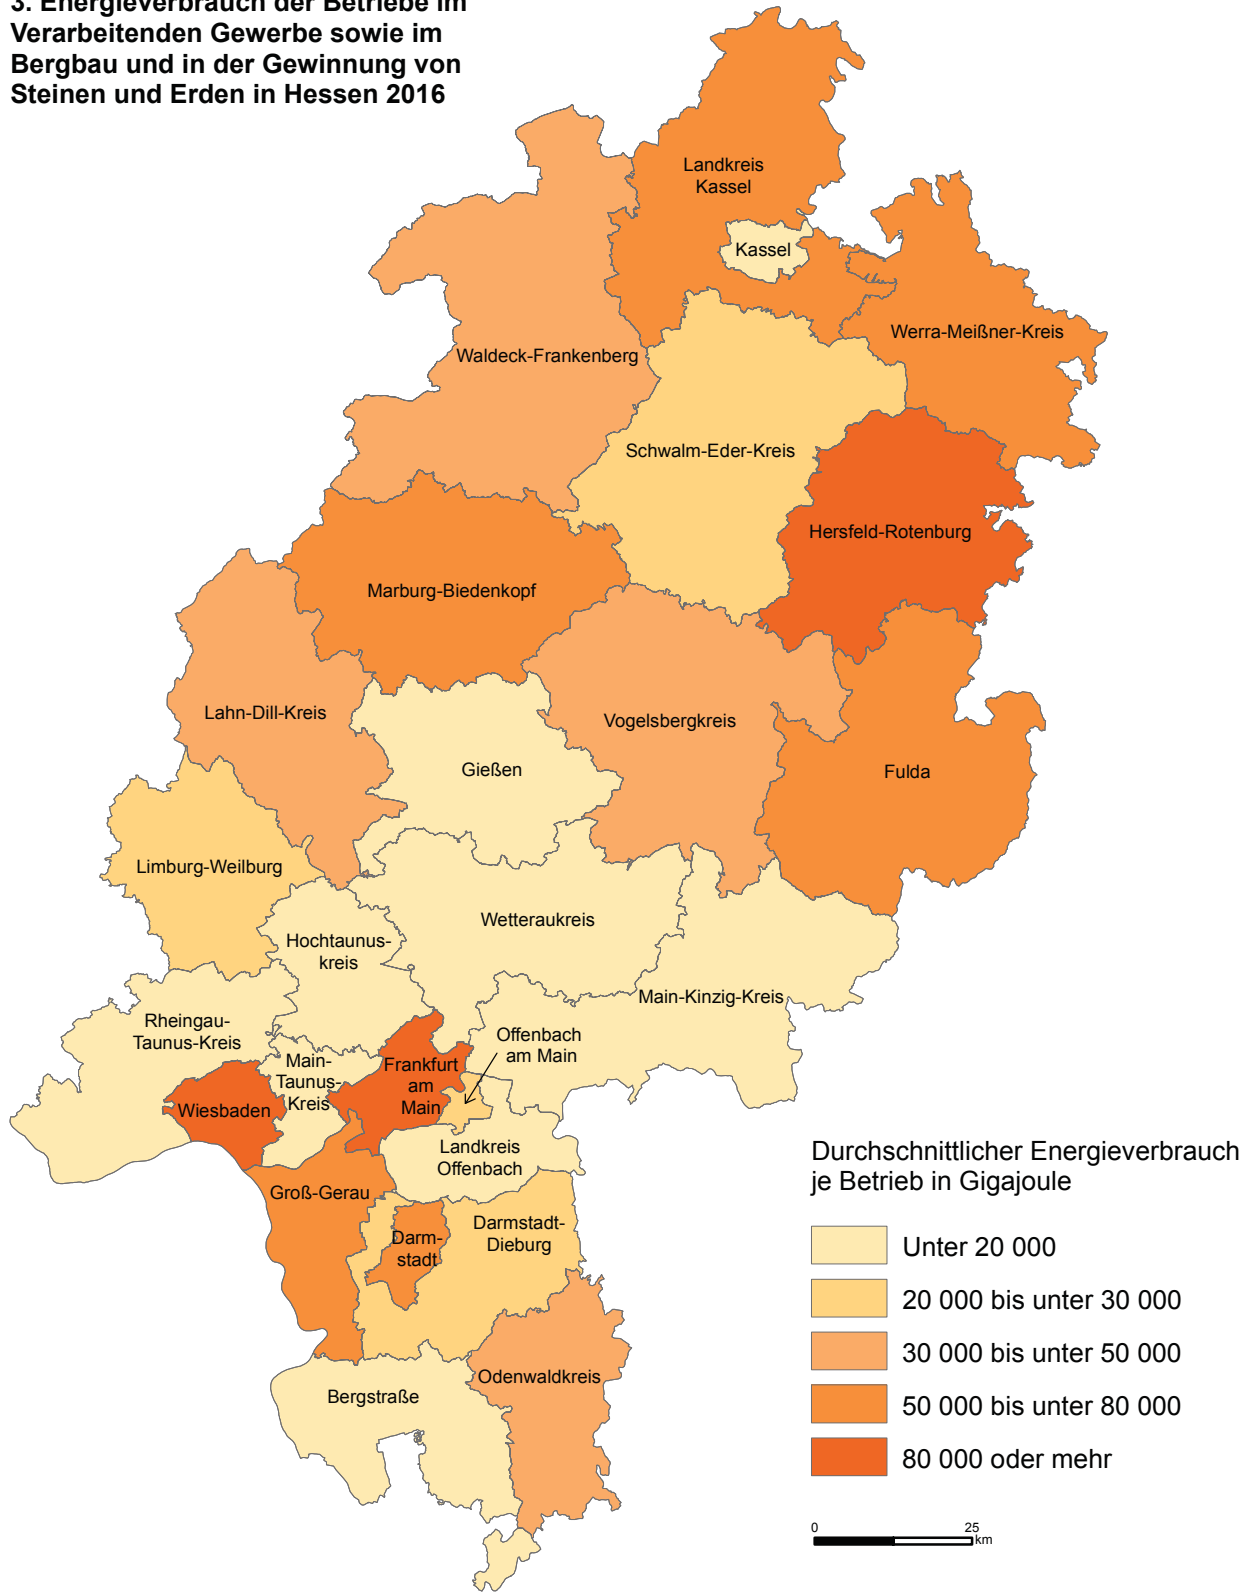 3. Energieverbrauch der Betriebe im
Verarbeitenden Gewerbe sowie im
Bergbau und in der Gewinnung von
Steinen und Erden in Hessen 2016
Landkreis
Kassel
Kassel
Werra-Meißner-Kreis
Waldeck-Frankenberg
Schwalm-Eder-Kreis
Hersfeld-Rotenburg
Marburg-Biedenkopf
Lahn-Dill-Kreis
Vogelsbergkreis
Gießen
Fulda
Limburg-Weilburg
Wetteraukreis
Hochtaunus-
kreis
Main-Kinzig-Kreis
Rheingau-
Taunus-Kreis
Offenbach
am Main
Main-
Taunus-
Kreis
Frankfurt
am
Main
Wiesbaden
Landkreis
Offenbach
Groß-Gerau
Darm-
stadt
Darmstadt-
Dieburg
Odenwaldkreis
Bergstraße
Durchschnittlicher Energieverbrauch
je Betrieb in Gigajoule
Unter 20 000
20 000 bis unter 30 000
30 000 bis unter 50 000
50 000 bis unter 80 000
80 000 oder mehr
0 25
km